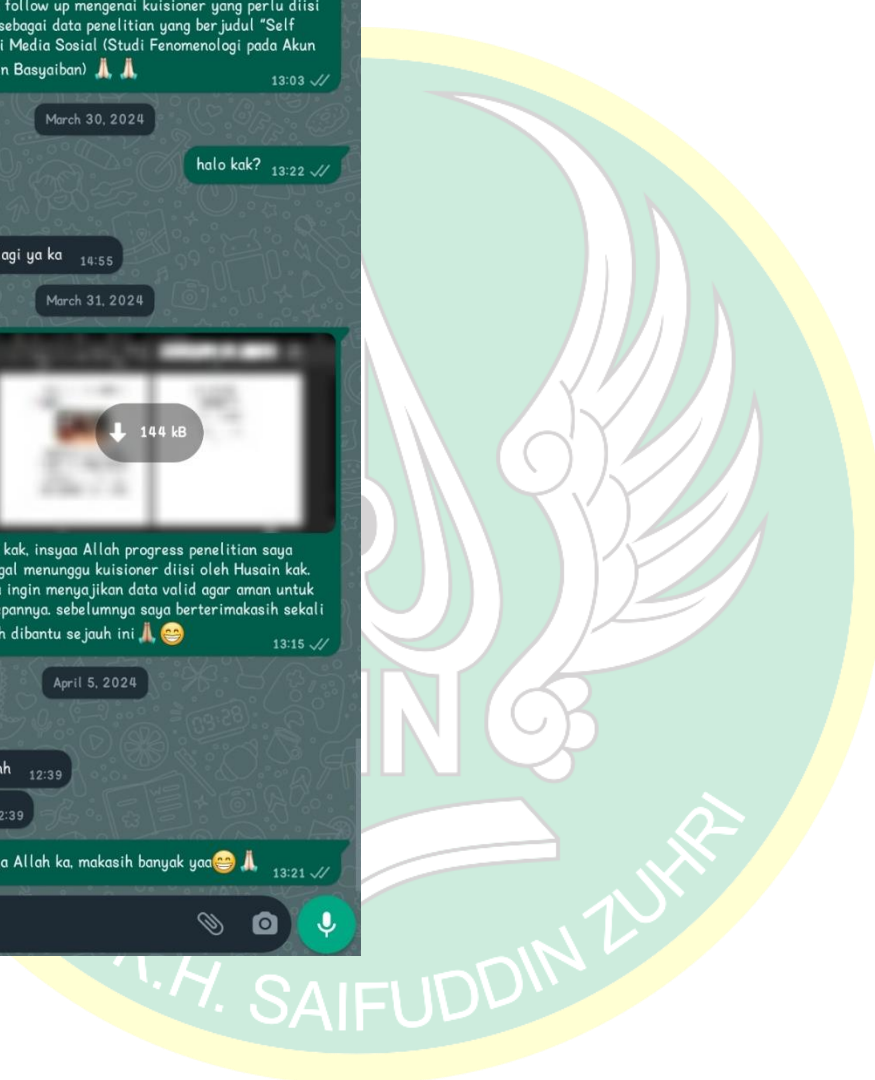 follow up mengenai kuisioner yang perlu diisi
sebagai data penelitian yang berjudul "Self
i Media Sosial (Studi Fenomenologi pada Akun
n Basyaiban) 🙏🏻 🙏🏻
13:03
March 30, 2024
halo kak? 13:22
agi ya ka 14:55
March 31, 2024
144 kB
kak, insyaa Allah progress penelitian saya
gal menunggu kuisioner diisi oleh Husain kak.
ingin menyajikan data valid agar aman untuk
pannya. sebelumnya saya berterimakasih sekali
h dibantu sejauh ini 🙏🏻 😁
13:15
April 5, 2024
12:39
2:39
a Allah ka, makasih banyak yaa😁 🙏🏻 13:21
IN
K.H. SAIFUDDIN ZUHRI